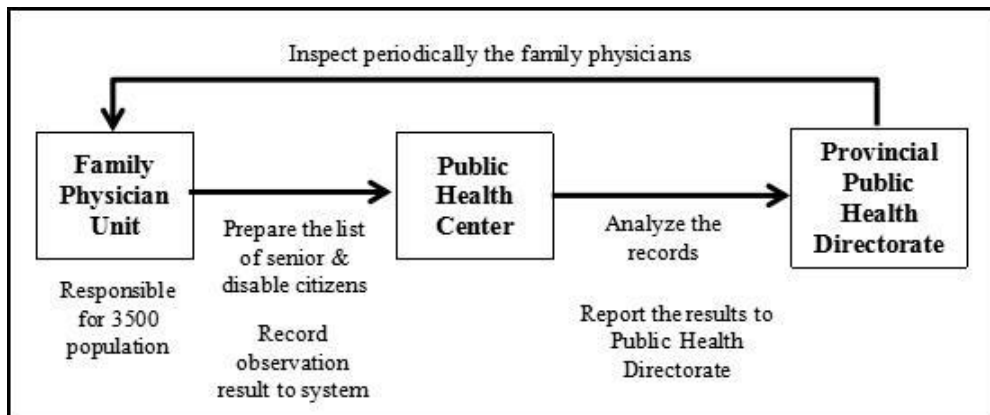 Inspect periodically the family physicians
Family
Physician
Unit
Public
Health
Center
Provincial
Public
Health
Directorate
Responsible
for 3500
population
Prepare the list
of senior &
disable citizens
Record
observation
result to system
Analyze the
records
Report the results to
Public Health
Directorate